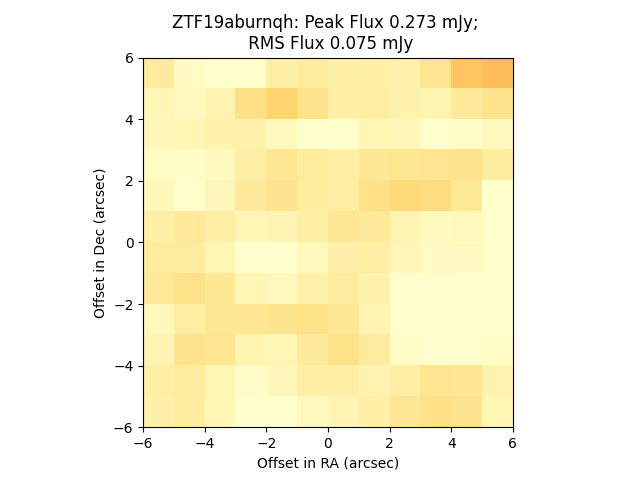 ZTF19aburnqh: Peak Flux 0.273 mJy;
RMS Flux 0.075 mJy
6
4
2
0
−2
−4
−6
Offset in Dec (arcsec)
−6 −4 −2 0 2 4 6
Offset in RA (arcsec)